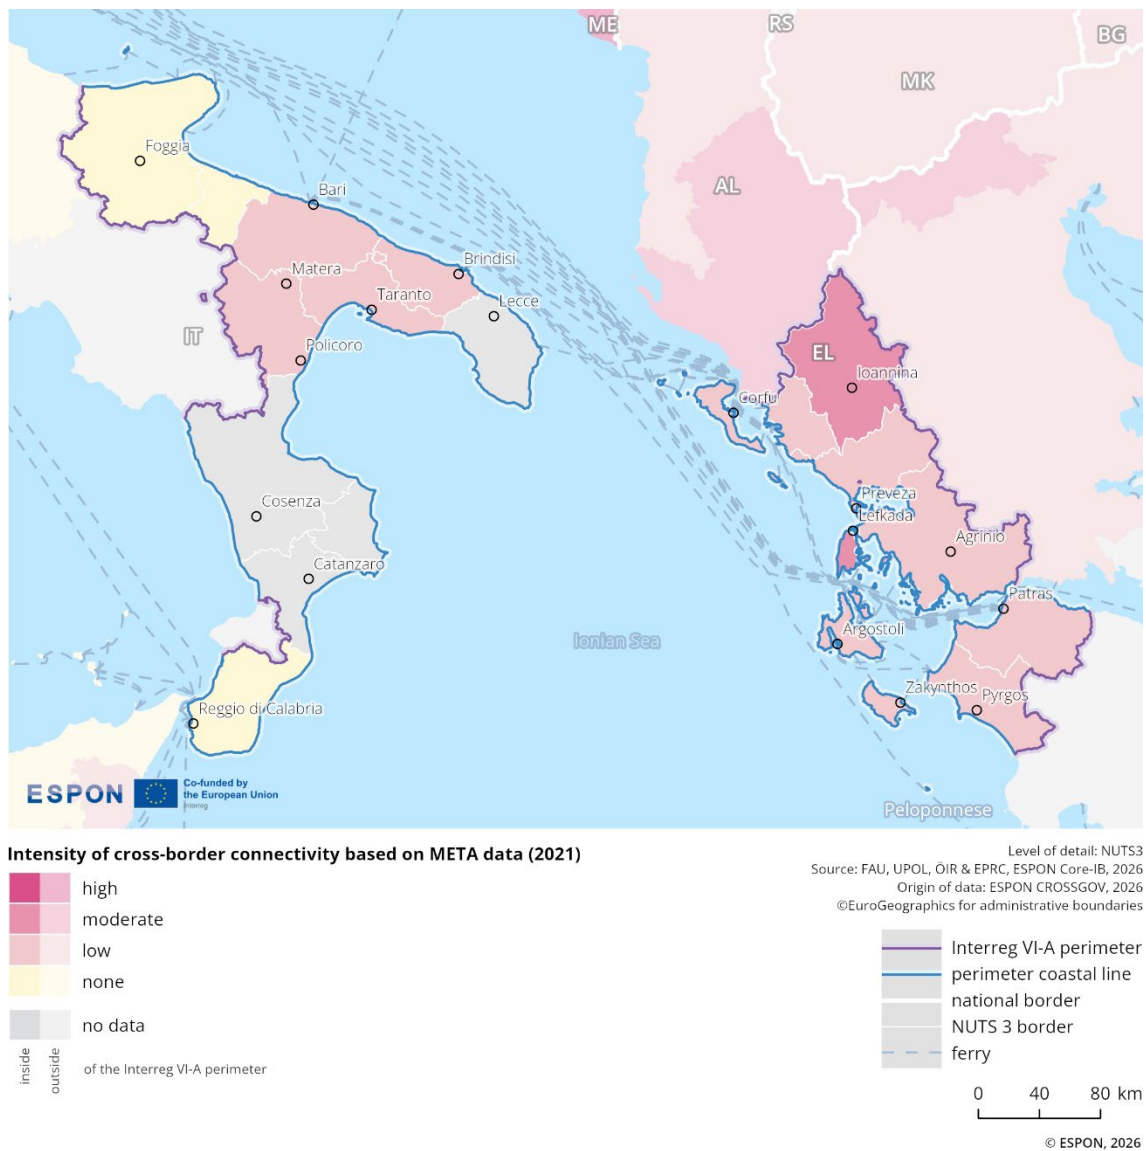 ME
RS
BG
MK
AL
Foggia
Bari
Matera
Brindisi
Taranto
Lecce
IT
Policoro
EL
Ioannina
Corfu
Preveza
Lefkada
Cosenza
Agrinio
Catanzaro
Patras
Ionian Sea
Argostoli
Zakynthos
Pyrgos
Reggio di Calabria
Peloponnese
ESPON
Co-funded by
the European Union
Interreg
Intensity of cross-border connectivity based on META data (2021)
high
moderate
low
none
no data
inside
outside
of the Interreg VI-A perimeter
Level of detail: NUTS3
Source: FAU, UPOL, ÖIR & EPRC, ESPON Core-IB, 2026
Origin of data: ESPON CROSSGOV, 2026
©EuroGeographics for administrative boundaries
Interreg VI-A perimeter
perimeter coastal line
national border
NUTS 3 border
ferry
0 40 80 km
© ESPON, 2026